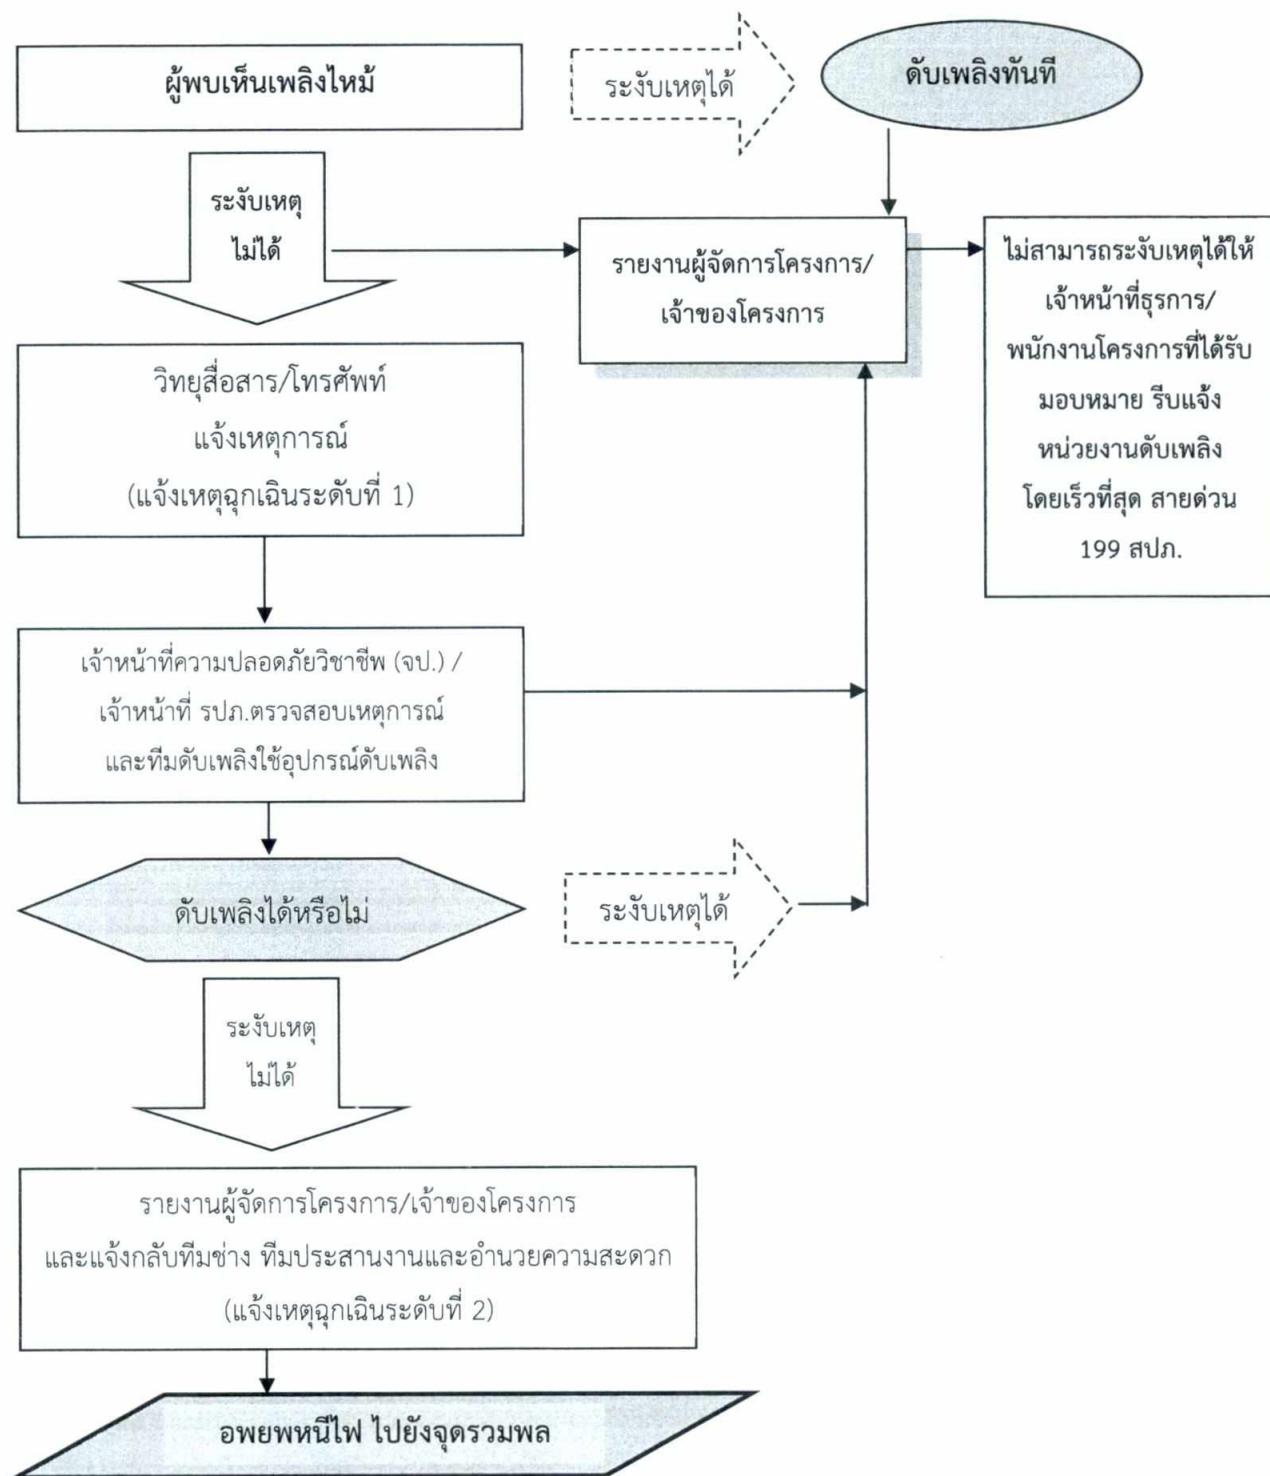 ผู้พบเห็นเพลิงไหม้
ระงับเหตุได้
ดับเพลิงทันที
ระงับเหตุ
ไม่ได้
รายงานผู้จัดการโครงการ/
เจ้าของโครงการ
ไม่สามารถระงับเหตุได้ให้
เจ้าหน้าที่ธุรการ/
พนักงานโครงการที่ได้รับ
มอบหมาย รีบแจ้ง
หน่วยงานดับเพลิง
โดยเร็วที่สุด สายด่วน
199 สปภ.
วิทยุสื่อสาร/โทรศัพท์
แจ้งเหตุการณ์
(แจ้งเหตุฉุกเฉินระดับที่ 1)
เจ้าหน้าที่ความปลอดภัยวิชาชีพ (จป.) /
เจ้าหน้าที่ รปภ.ตรวจสอบเหตุการณ์
และทีมดับเพลิงใช้อุปกรณ์ดับเพลิง
ดับเพลิงได้หรือไม่
ระงับเหตุได้
ระงับเหตุ
ไม่ได้
รายงานผู้จัดการโครงการ/เจ้าของโครงการ
และแจ้งกลับทีมช่าง ทีมประสานงานและอำนวยความสะดวก
(แจ้งเหตุฉุกเฉินระดับที่ 2)
อพยพหนีไฟ ไปยังจุดรวมพล